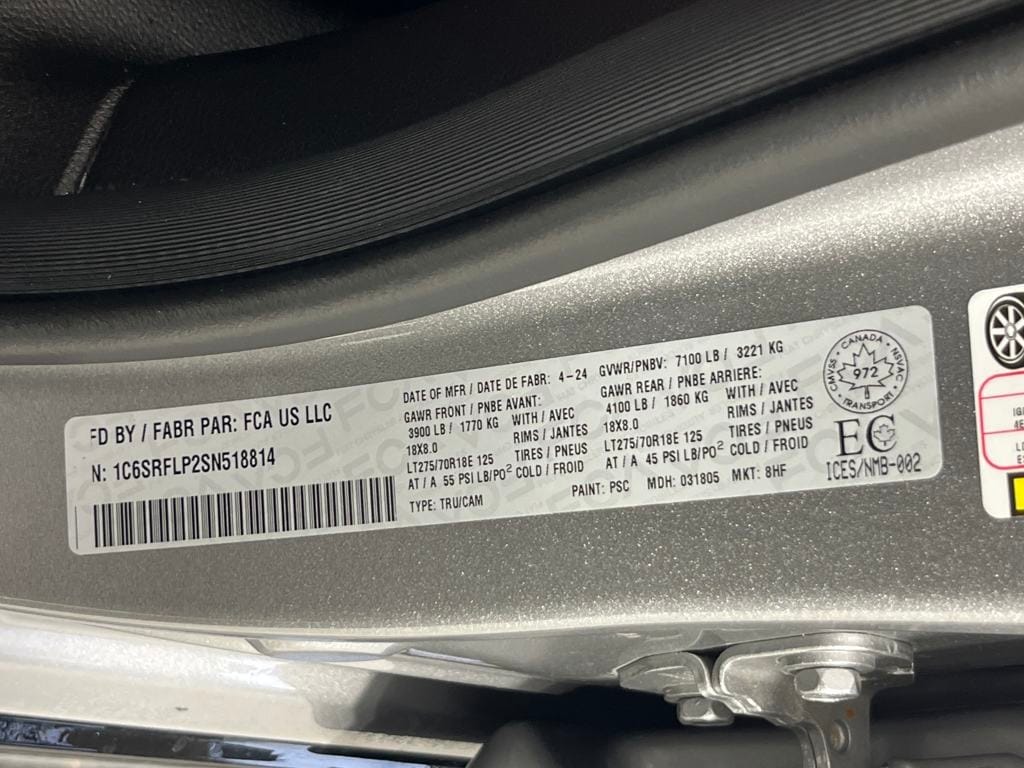 FD BY / FABR PAR: FCA US LLC
N: 1C6SRFLP2SN518814
DATE OF MFR / DATE DE FABR: 4-24 GVWR/PNBV: 7100 LB / 3221 KG
GAWR FRONT / PNBE AVANT:
3900 LB / 1770 KG WITH / AVEC
18X8.0 RIMS / JANTES
LT275/70R18E 125 TIRES / PNEUS
AT / A 55 PSI LB/PO² COLD / FROID
GAWR REAR / PNBE ARRIERE:
4100 LB / 1860 KG WITH / AVEC
18X8.0 RIMS / JANTES
LT275/70R18E 125 TIRES / PNEUS
AT / A 45 PSI LB/PO² COLD / FROID
TYPE: TRU/CAM PAINT: PSC MDH: 031805 MKT: 8HF
CANADA
CMVSS NSVAC
972
TRANSPORT
EC
ICES/NMB-002